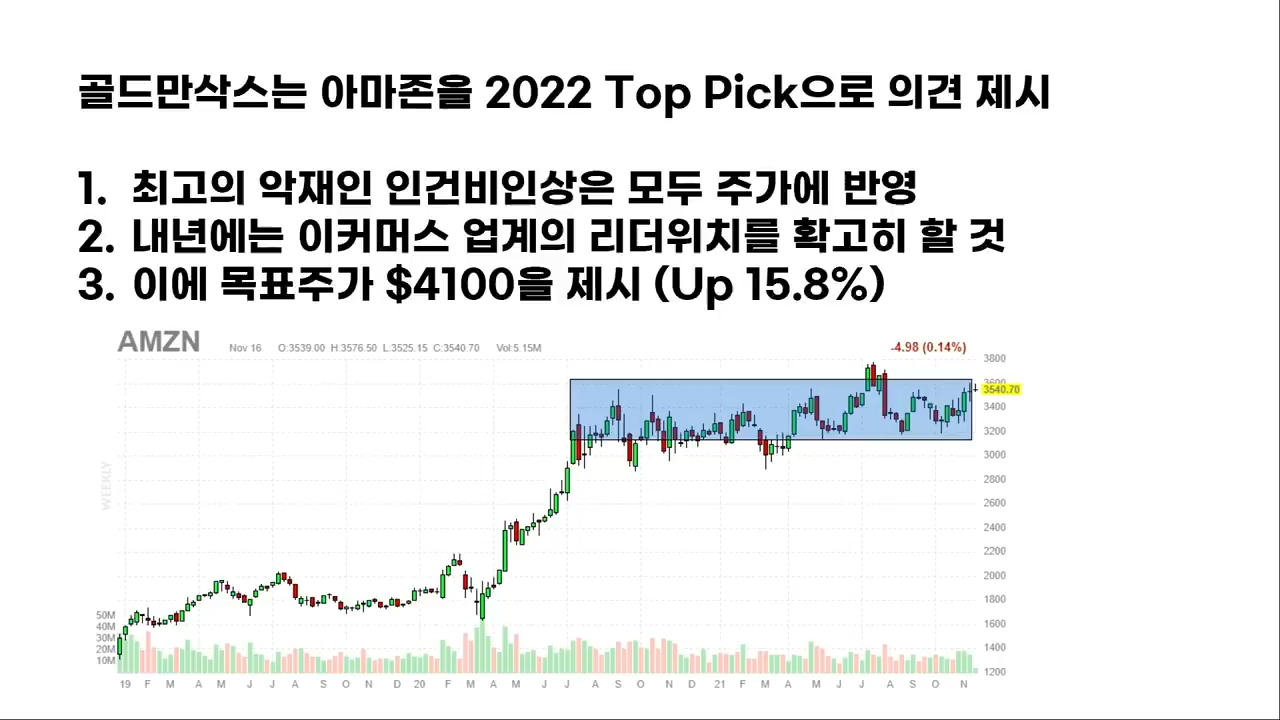 골드만삭스는 아마존을 2022 Top Pick으로 의견 제시
1. 최고의 악재인 인건비인상은 모두 주가에 반영
2. 내년에는 이커머스 업계의 리더위치를 확고히 할 것
3. 이에 목표주가 $4100을 제시 (Up 15.8%)
AMZN Nov 16 O:3539.00 H:3576.50 L:3525.15 C:3540.70 Vol:5.15M -4.98 (0.14%)
3800
3600
3540.70
3400
3200
3000
WEEKLY
2800
2600
2400
2200
2000
1800
50M
1600
40M
30M
1400
20M
10M
1200
19 F M A M J J A S O N D 20 F M A M J J A S O N D 21 F M A M J J A S O N